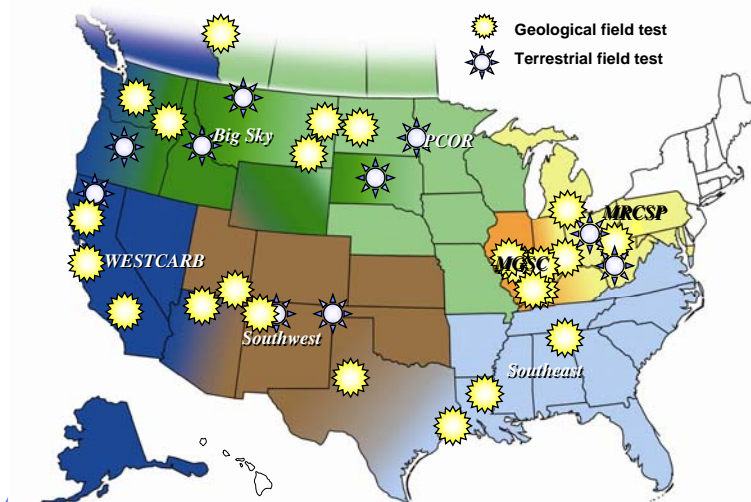 Geological field test
Terrestrial field test
Big Sky
PCOR
MRCSP
WESTCARB
MGSC
Southwest
Southeast